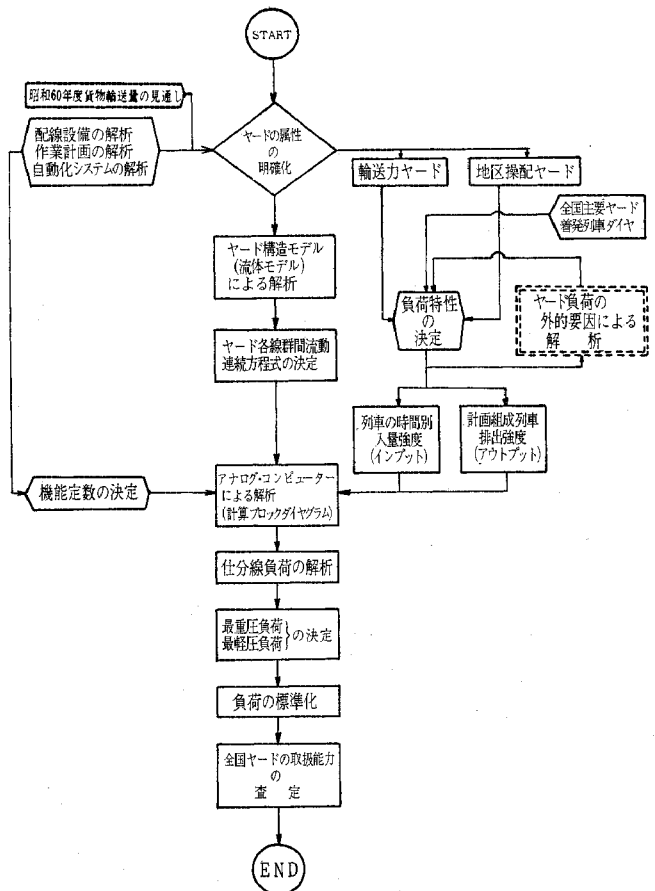 START
昭和60年度貨物輸送量の見通し
配線設備の解析
作業計画の解析
自動化システムの解析
ヤードの属性
の
明確化
輸送力ヤード
地区操配ヤード
全国主要ヤード
着発列車ダイヤ
ヤード構造モデル
(流体モデル)
による解析
負荷特性
の
決定
ヤード負荷の
外的要因による
解 析
ヤード各線群間流動
連続方程式の決定
列車の時間別
入量強度
(インプット)
計画組成列車
排出強度
(アウトプット)
機能定数の決定
アナログ・コンピューター
による解析
(計算ブロックダイヤグラム)
仕分線負荷の解析
最重圧負荷
最軽圧負荷
}の決定
負荷の標準化
全国ヤードの取扱能力
の
査 定
END